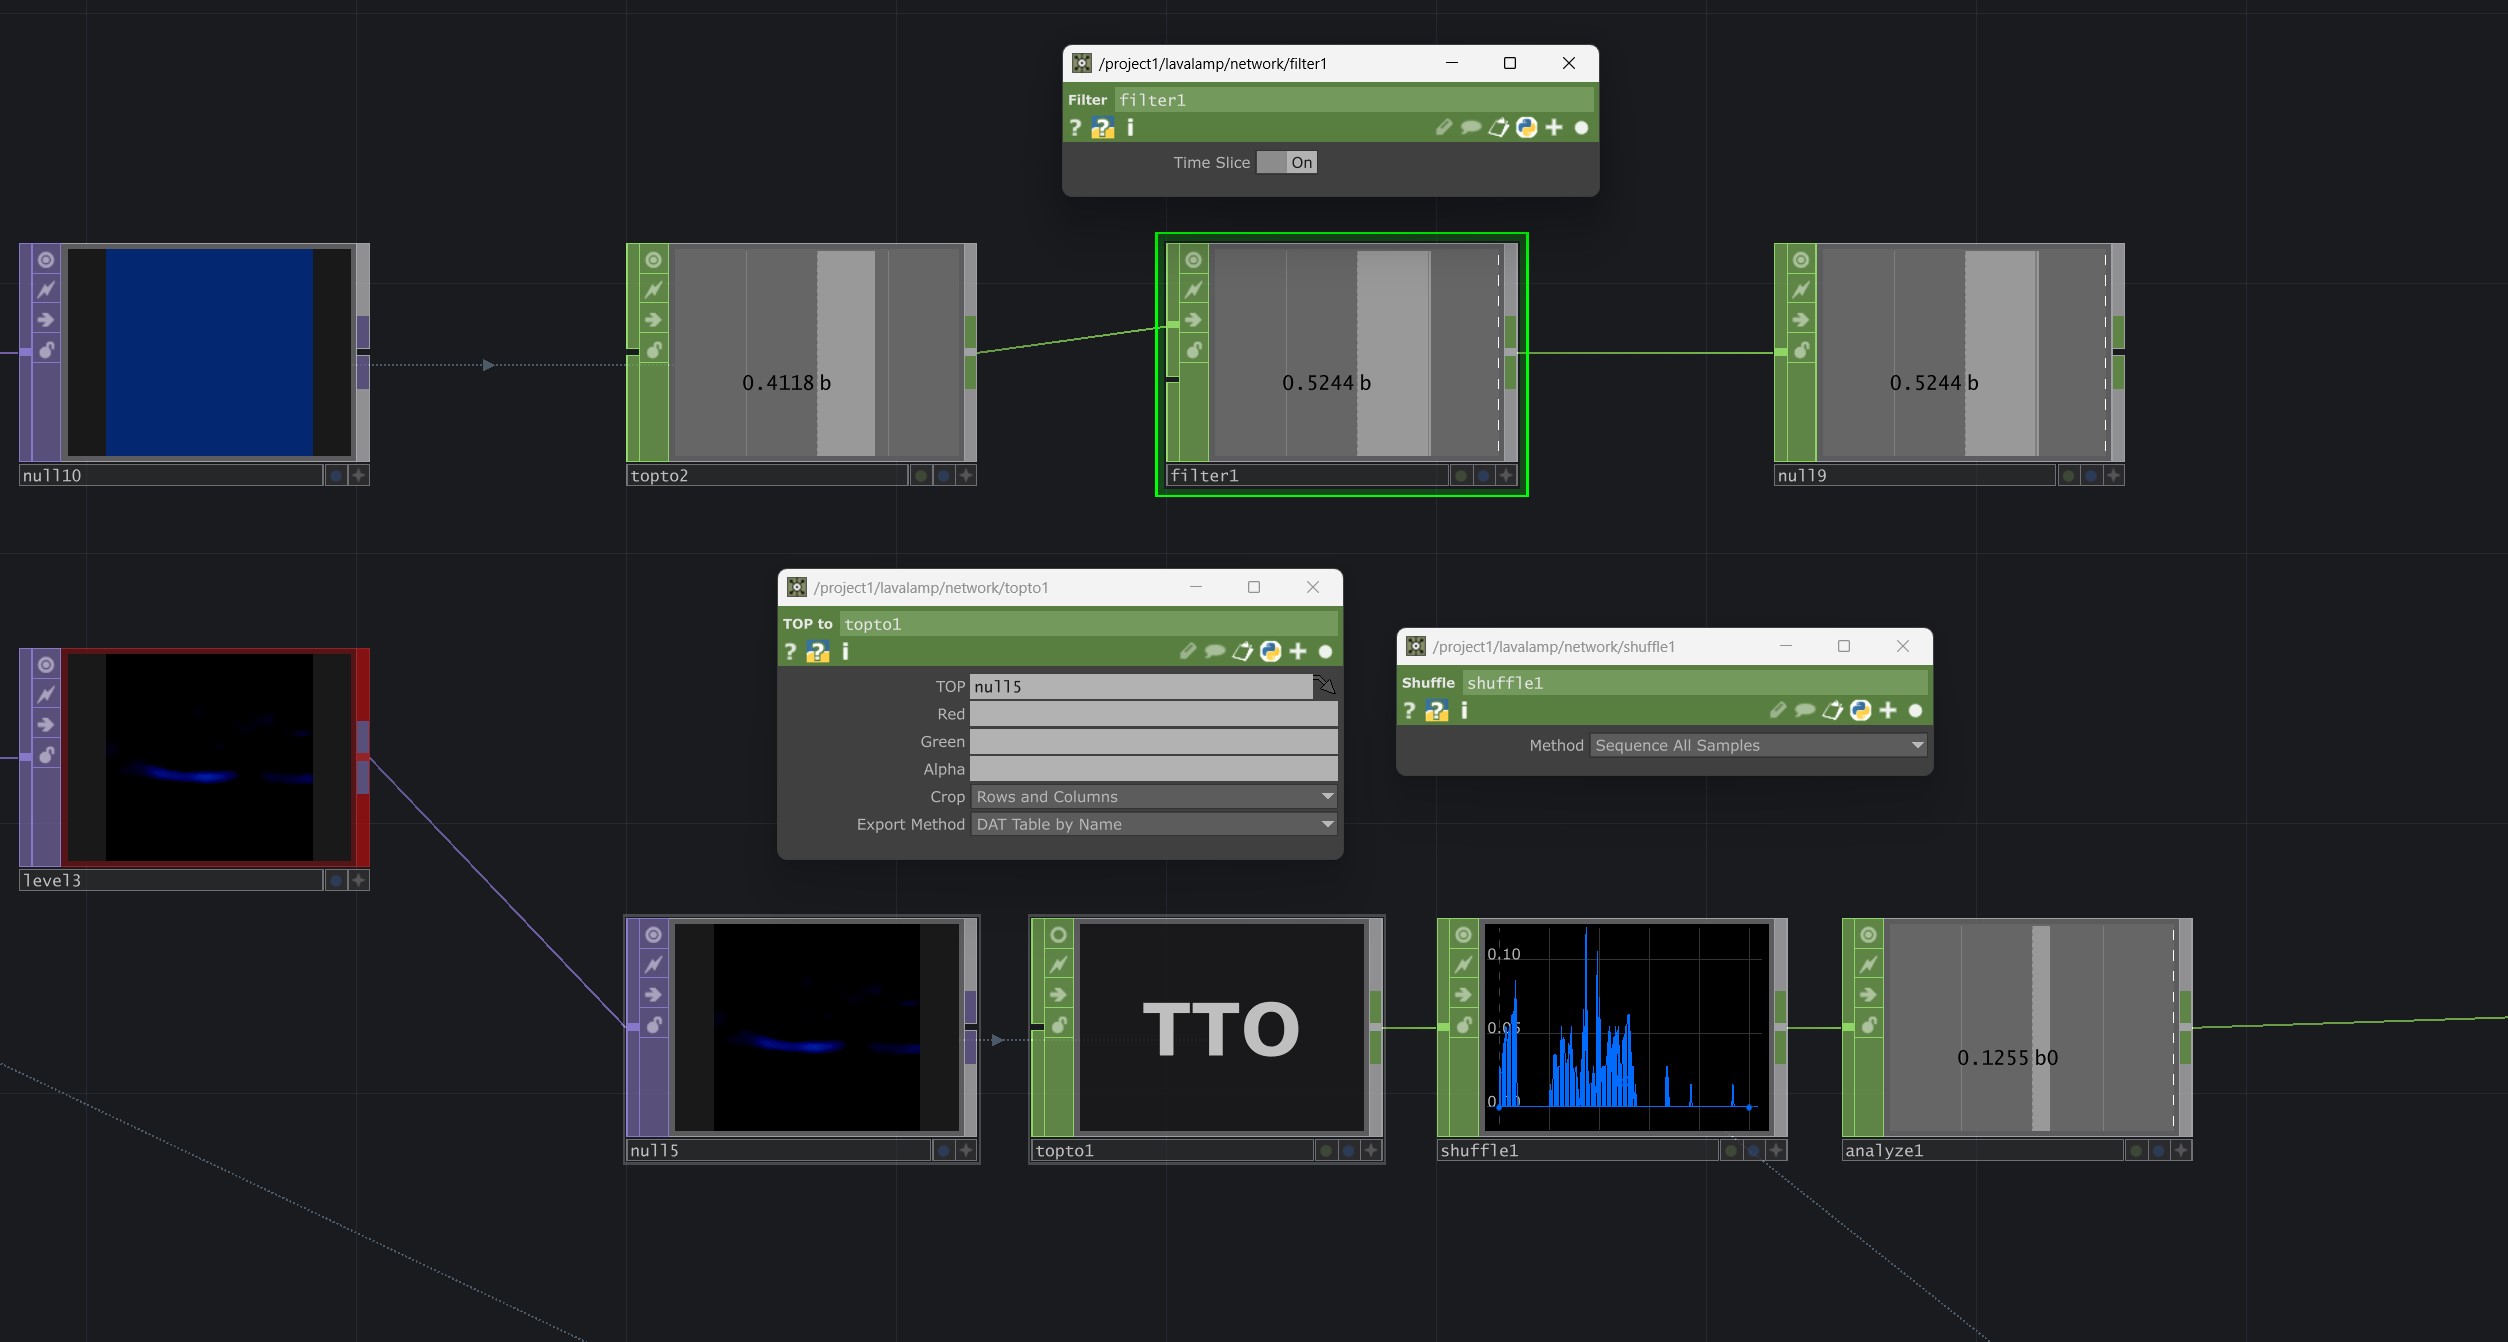 /project1/lavalamp/network/filter1
Filter filter1
? ? i
Time Slice On
0.4118 b
0.5244 b
0.5244 b
null10
topto2
filter1
null9
/project1/lavalamp/network/topto1
TOP to topto1
? ? i
TOP null5
Red
Green
Alpha
Crop Rows and Columns
Export Method DAT Table by Name
/project1/lavalamp/network/shuffle1
Shuffle shuffle1
? ? i
Method Sequence All Samples
level3
TTO
0.10
0.05
0.1255 b0
null5
topto1
shuffle1
analyze1